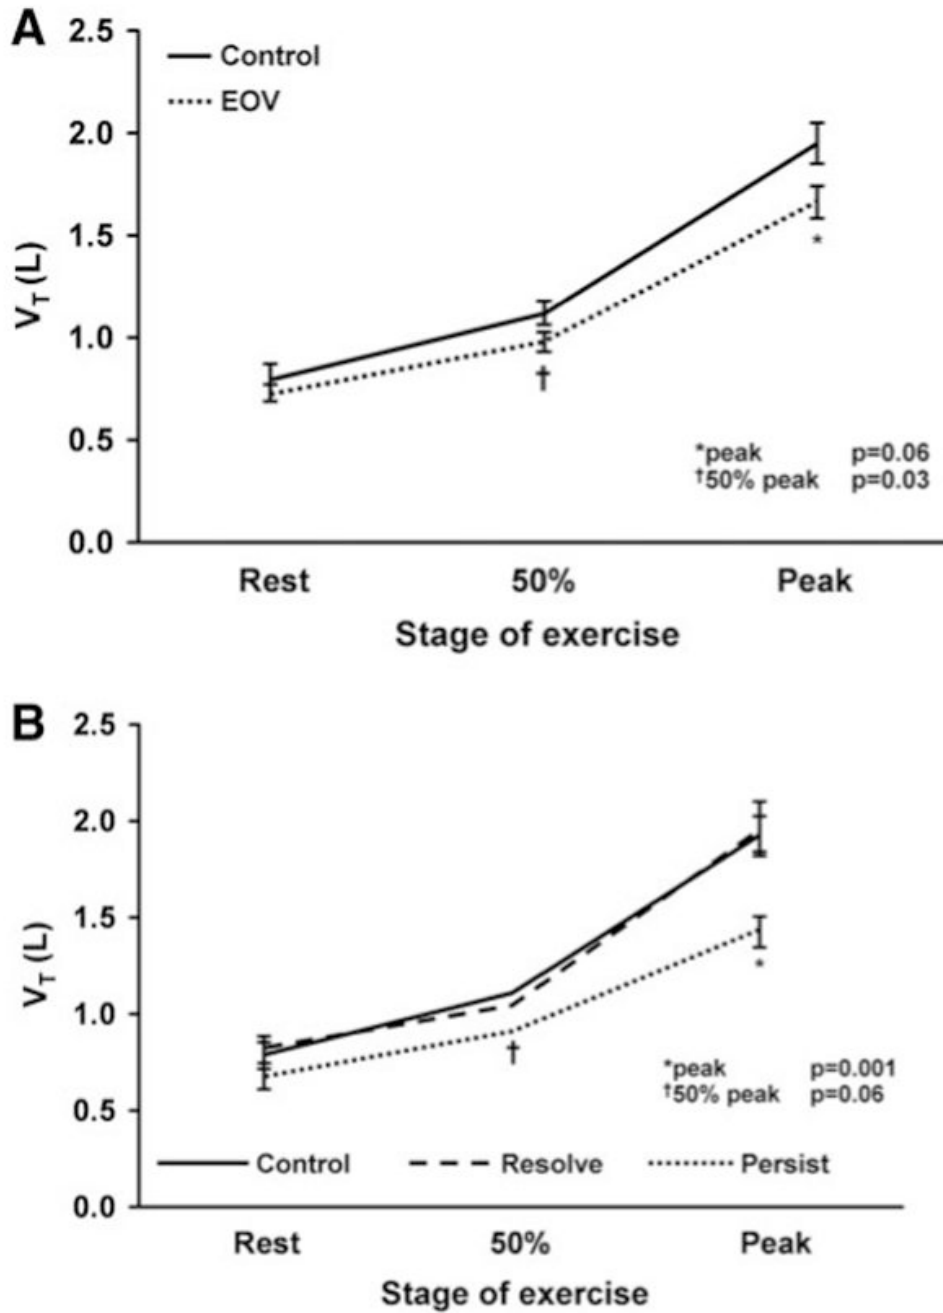 A
2.5
Control
EOV
2.0
1.5
V_T (L)
1.0
†
*
0.5
*peak p=0.06
†50% peak p=0.03
0.0
Rest 50% Peak
Stage of exercise
B
2.5
2.0
1.5
V_T (L)
*
1.0
†
*peak p=0.001
†50% peak p=0.06
0.5
Control Resolve Persist
0.0
Rest 50% Peak
Stage of exercise